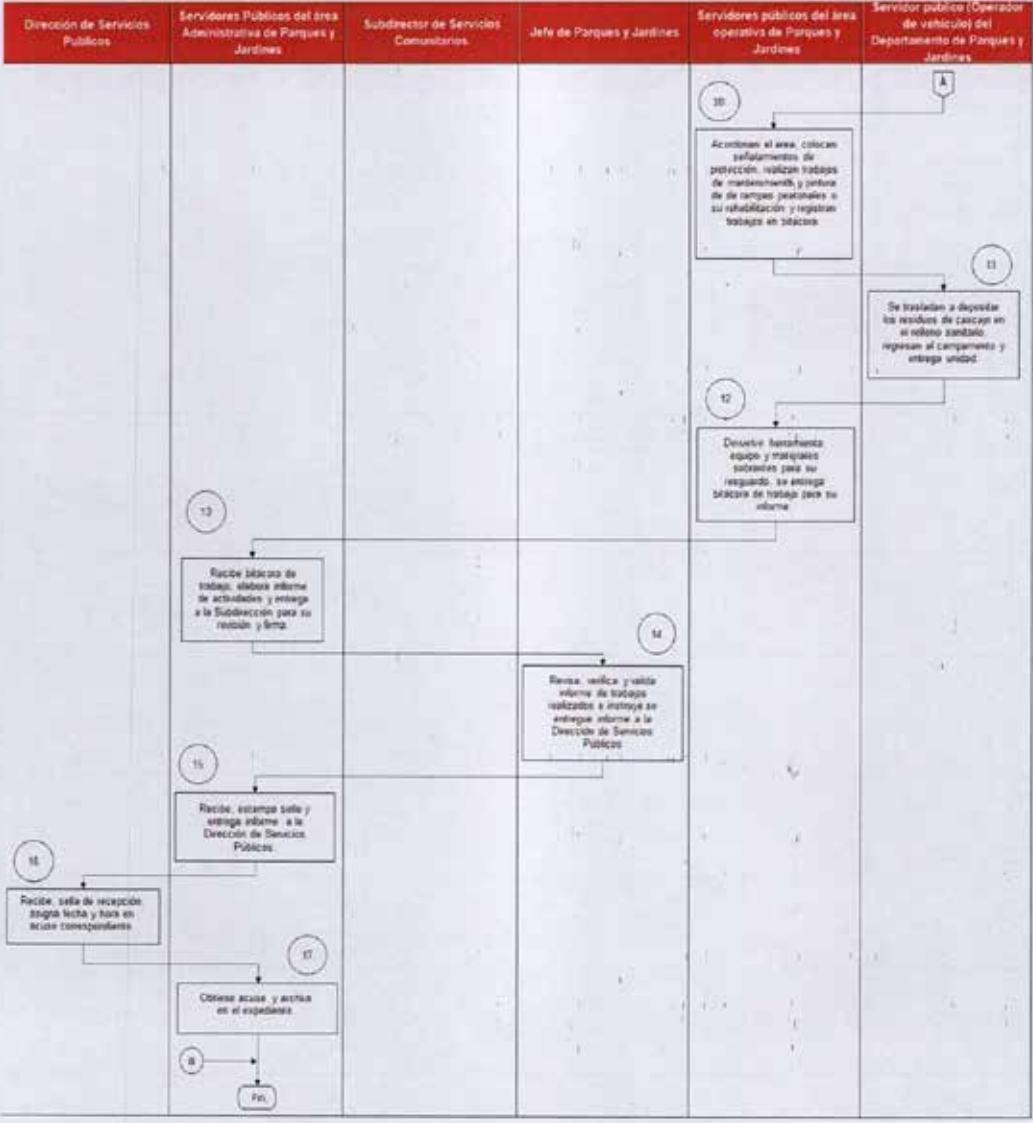 Dirección de Servicios
Públicos
Servidores Públicos del área
Administrativa de Parques y
Jardines
Subdirector de Servicios
Comunitarios
Jefe de Parques y Jardines
Servidores públicos del área
operativa de Parques y
Jardines
Servidor público (Operador
de vehículo) del
Departamento de Parques y
Jardines
A
10
Acordonan el area, colocan
señalamientos de
protección, realizan trabajos
de mantenimiento y pintura
de de rampas peatonales o
su rehabilitación y registran
trabajos en bitácora
11
Se trasladan a depositar
los residuos de cascajo en
el relleno sanitario,
regresan al campamento y
entrega unidad
12
Devuelve herramienta
equipo y materiales
sobrantes para su
resguardo, se entrega
bitácora de trabajo para su
informe
13
Recibe bitácora de
trabajo, elabora informe
de actividades y entrega
a la Subdirección para su
revisión y firma
14
Revisa, verifica y valida
informe de trabajos
realizados e instruye se
entregue informe a la
Dirección de Servicios
Públicos
15
Recibe, estampa sello y
entrega informe a la
Dirección de Servicios
Públicos.
16
Recibe, sella de recepción,
asigna fecha y hora en
acuse correspondiente
17
Obtiene acuse y archiva
en el expediente
Fin